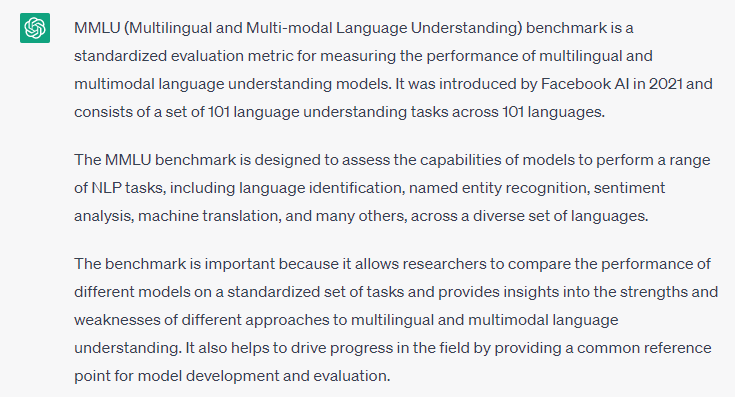 MMLU (Multilingual and Multi-modal Language Understanding) benchmark is a
standardized evaluation metric for measuring the performance of multilingual and
multimodal language understanding models. It was introduced by Facebook AI in 2021 and
consists of a set of 101 language understanding tasks across 101 languages.
The MMLU benchmark is designed to assess the capabilities of models to perform a range
of NLP tasks, including language identification, named entity recognition, sentiment
analysis, machine translation, and many others, across a diverse set of languages.
The benchmark is important because it allows researchers to compare the performance of
different models on a standardized set of tasks and provides insights into the strengths and
weaknesses of different approaches to multilingual and multimodal language
understanding. It also helps to drive progress in the field by providing a common reference
point for model development and evaluation.